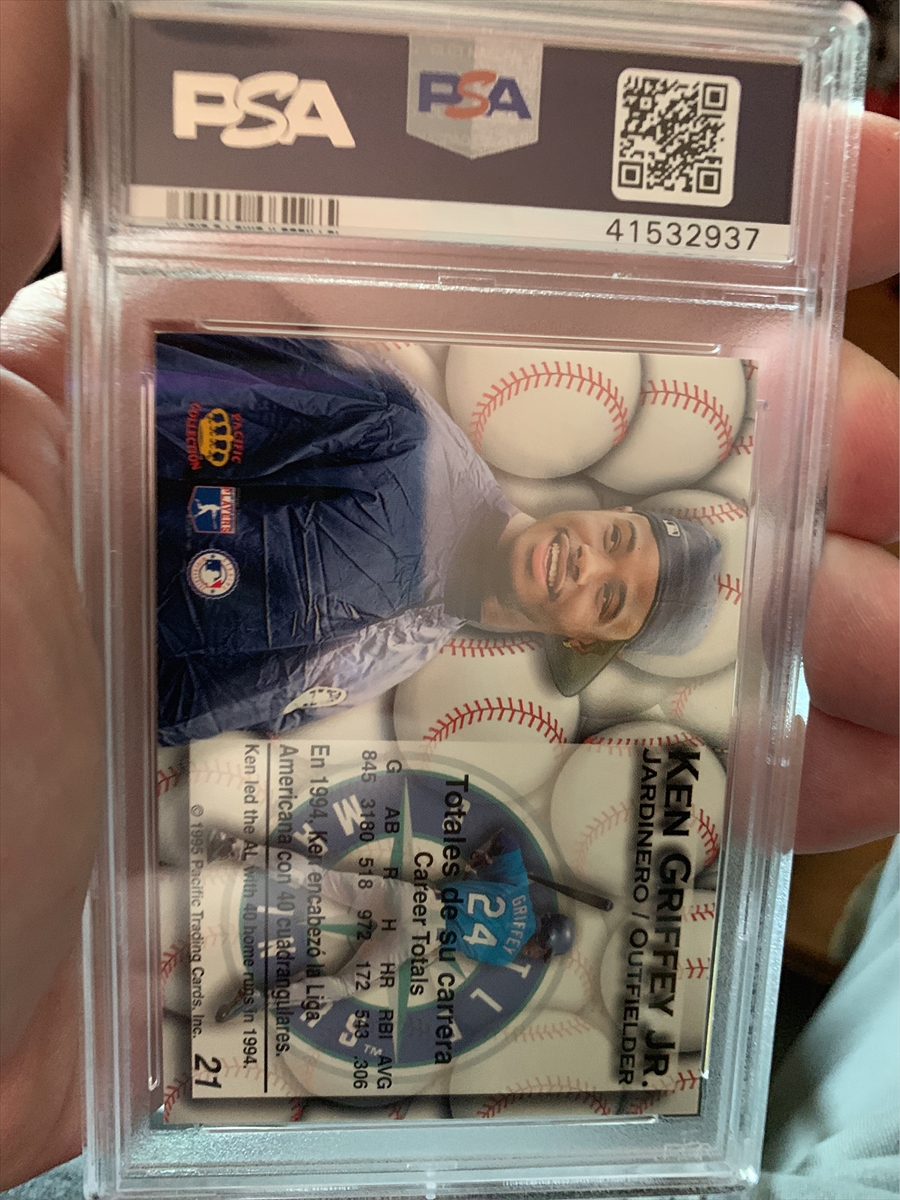 PSA
PSA
41532937
KEN GRIFFEY JR.
JARDINERO / OUTFIELDER
GRIFFEY
24
Totales de su carrera
Career Totals
G AB R H HR RBI AVG
845 3180 518 972 172 543 .306
En 1994, Ken encabezó la Liga
Americana con 40 cuadrangulares.
Ken led the AL with 40 home runs in 1994.
© 1995 Pacific Trading Cards, Inc.
21
PACIFIC
COLLECTION
PLAYERS